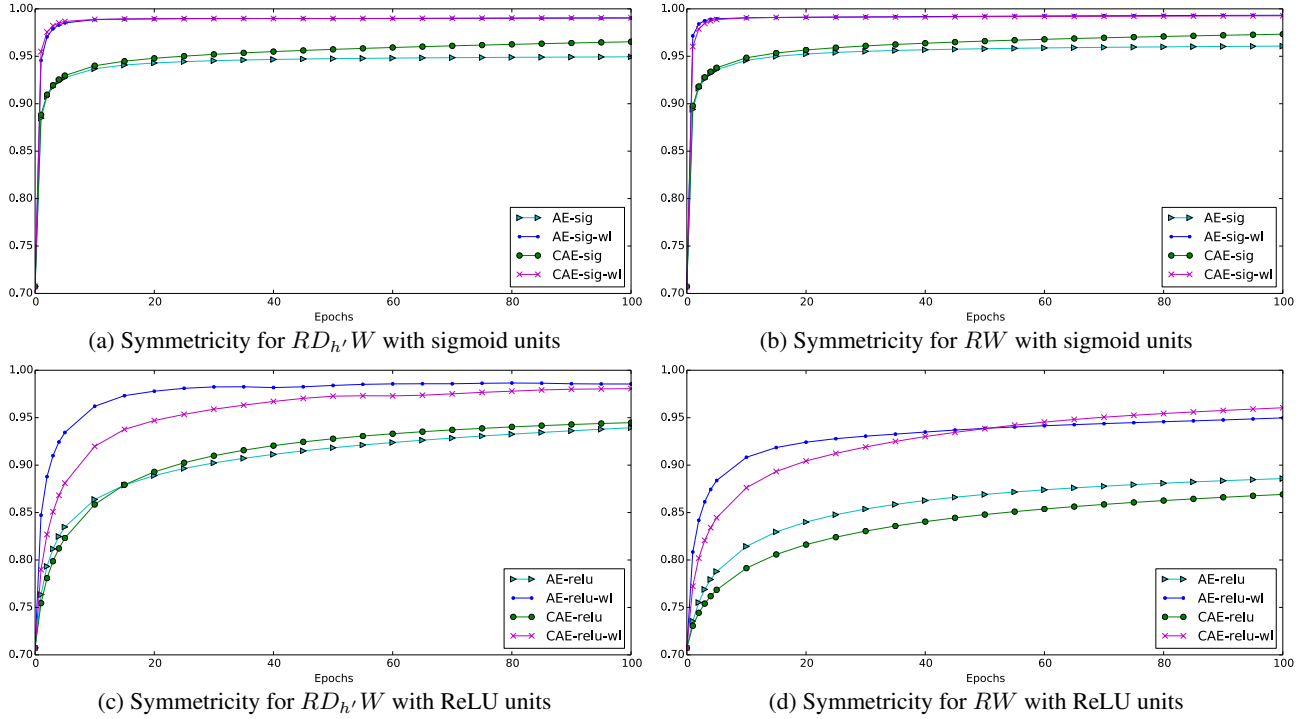 1.00
0.95
0.90
0.85
0.80
0.75
0.70
0 20 40 60 80 100
Epochs
AE-sig
AE-sig-wl
CAE-sig
CAE-sig-wl
(a) Symmetricity for RD_{h'}W with sigmoid units
1.00
0.95
0.90
0.85
0.80
0.75
0.70
0 20 40 60 80 100
Epochs
AE-sig
AE-sig-wl
CAE-sig
CAE-sig-wl
(b) Symmetricity for RW with sigmoid units
1.00
0.95
0.90
0.85
0.80
0.75
0.70
0 20 40 60 80 100
Epochs
AE-relu
AE-relu-wl
CAE-relu
CAE-relu-wl
(c) Symmetricity for RD_{h'}W with ReLU units
1.00
0.95
0.90
0.85
0.80
0.75
0.70
0 20 40 60 80 100
Epochs
AE-relu
AE-relu-wl
CAE-relu
CAE-relu-wl
(d) Symmetricity for RW with ReLU units